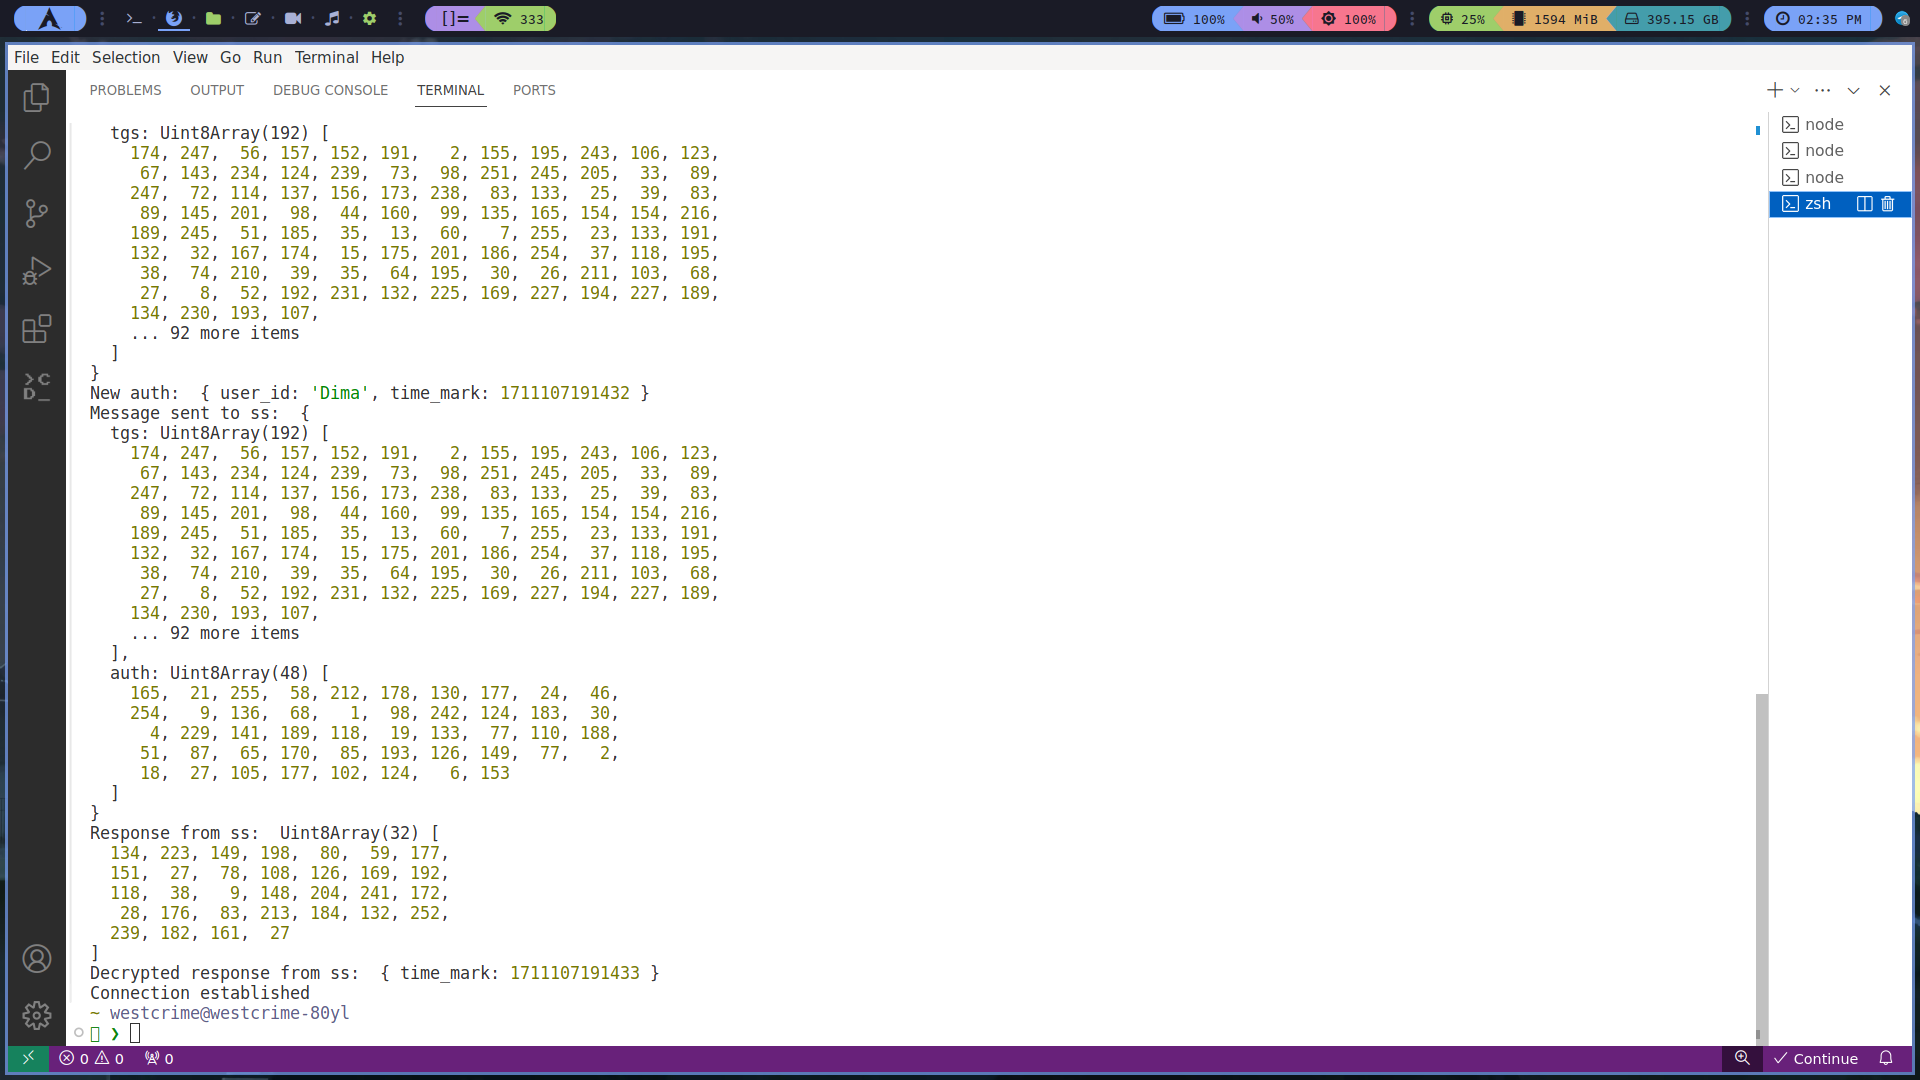 []= 333 100% 50% 100% 25% 1594 MiB 395.15 GB 02:35 PM
File Edit Selection View Go Run Terminal Help
PROBLEMS OUTPUT DEBUG CONSOLE TERMINAL PORTS
node
node
node
zsh
tgs: Uint8Array(192) [
174, 247, 56, 157, 152, 191, 2, 155, 195, 243, 106, 123,
67, 143, 234, 124, 239, 73, 98, 251, 245, 205, 33, 89,
247, 72, 114, 137, 156, 173, 238, 83, 133, 25, 39, 83,
89, 145, 201, 98, 44, 160, 99, 135, 165, 154, 154, 216,
189, 245, 51, 185, 35, 13, 60, 7, 255, 23, 133, 191,
132, 32, 167, 174, 15, 175, 201, 186, 254, 37, 118, 195,
38, 74, 210, 39, 35, 64, 195, 30, 26, 211, 103, 68,
27, 8, 52, 192, 231, 132, 225, 169, 227, 194, 227, 189,
134, 230, 193, 107,
... 92 more items
]
}
New auth:  { user_id: 'Dima', time_mark: 1711107191432 }
Message sent to ss:  {
tgs: Uint8Array(192) [
174, 247, 56, 157, 152, 191, 2, 155, 195, 243, 106, 123,
67, 143, 234, 124, 239, 73, 98, 251, 245, 205, 33, 89,
247, 72, 114, 137, 156, 173, 238, 83, 133, 25, 39, 83,
89, 145, 201, 98, 44, 160, 99, 135, 165, 154, 154, 216,
189, 245, 51, 185, 35, 13, 60, 7, 255, 23, 133, 191,
132, 32, 167, 174, 15, 175, 201, 186, 254, 37, 118, 195,
38, 74, 210, 39, 35, 64, 195, 30, 26, 211, 103, 68,
27, 8, 52, 192, 231, 132, 225, 169, 227, 194, 227, 189,
134, 230, 193, 107,
... 92 more items
],
auth: Uint8Array(48) [
165, 21, 255, 58, 212, 178, 130, 177, 24, 46,
254, 9, 136, 68, 1, 98, 242, 124, 183, 30,
4, 229, 141, 189, 118, 19, 133, 77, 110, 188,
51, 87, 65, 170, 85, 193, 126, 149, 77, 2,
18, 27, 105, 177, 102, 124, 6, 153
]
}
Response from ss:  Uint8Array(32) [
134, 223, 149, 198, 80, 59, 177,
151, 27, 78, 108, 126, 169, 192,
118, 38, 9, 148, 204, 241, 172,
28, 176, 83, 213, 184, 132, 252,
239, 182, 161, 27
]
Decrypted response from ss:  { time_mark: 1711107191433 }
Connection established
~ westcrime@westcrime-80yl
❯
0 0 0 Continue